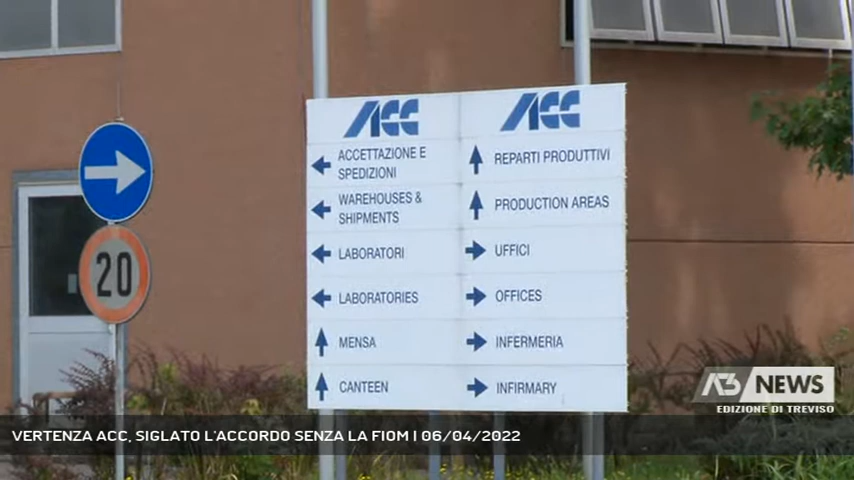 ACC
ACCETTAZIONE E
SPEDIZIONI
WAREHOUSES &
SHIPMENTS
LABORATORI
LABORATORIES
MENSA
CANTEEN
ACC
REPARTI PRODUTTIVI
PRODUCTION AREAS
UFFICI
OFFICES
INFERMERIA
INFIRMARY
20
A3 NEWS
EDIZIONE DI TREVISO
VERTENZA ACC, SIGLATO L'ACCORDO SENZA LA FIOM | 06/04/2022